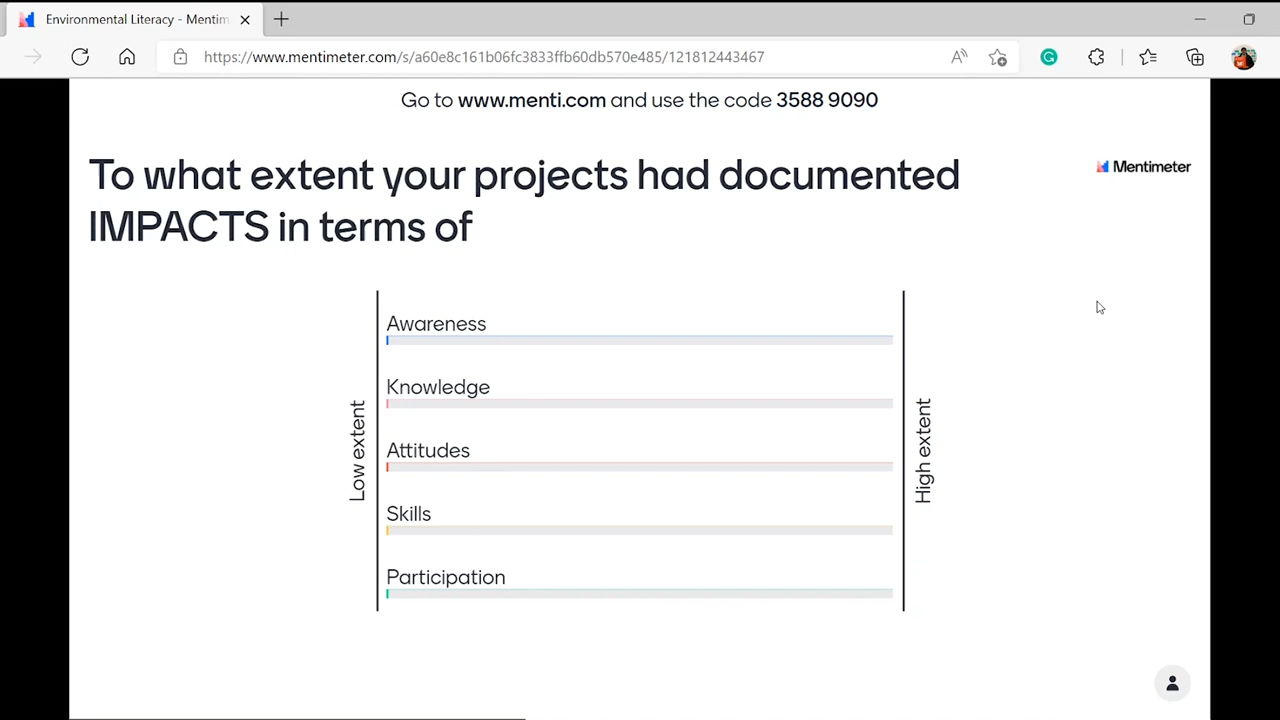 Environmental Literacy - Mentim
https://www.mentimeter.com/s/a60e8c161b06fc3833ffb60db570e485/121812443467
Go to www.menti.com and use the code 3588 9090
To what extent your projects had documented
IMPACTS in terms of
Mentimeter
Awareness
Knowledge
Attitudes
Skills
Participation
Low extent
High extent